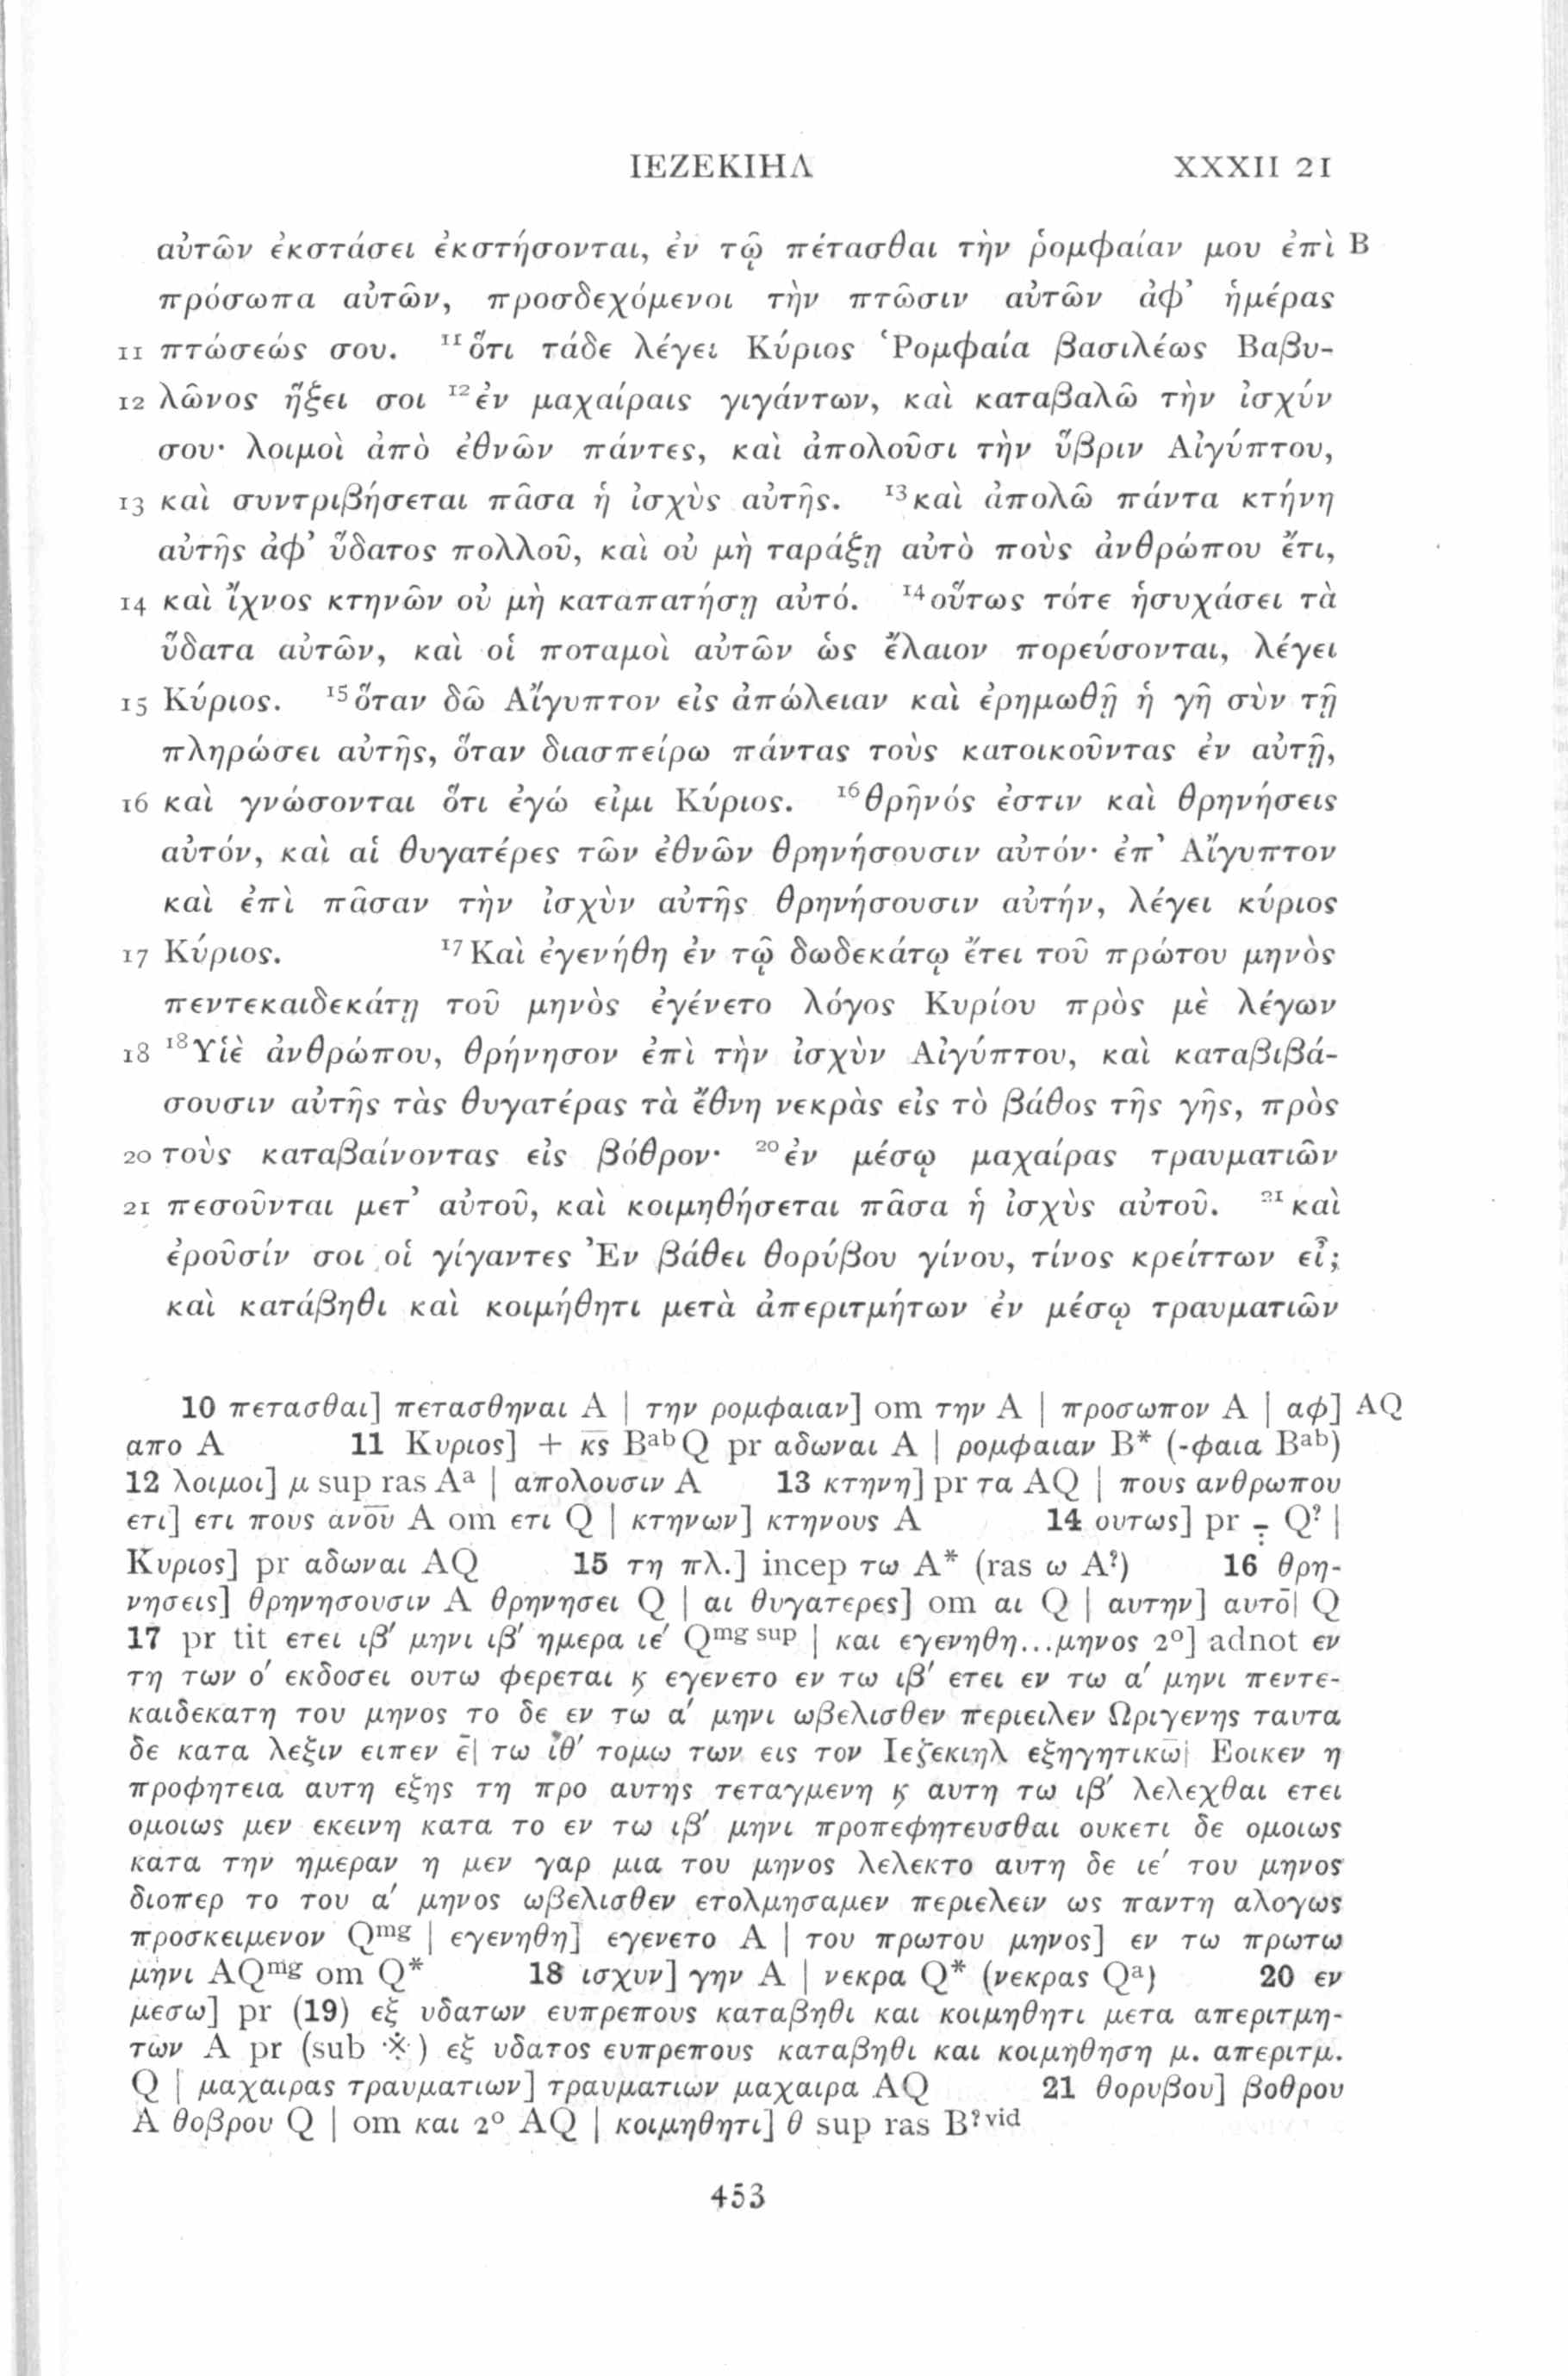 ΙΕΖΕΚΙΗΛ XXXII 21
αὐτῶν ἐκστάσει ἐκστήσονται, ἐν τῷ πέτασθαι τὴν ῥομφαίαν μου ἐπὶ B
πρόσωπα αὐτῶν, προσδεχόμενοι τὴν πτῶσιν αὐτῶν ἀφ’ ἡμέρας
11 πτώσεώς σου. ¹¹ὅτι τάδε λέγει Κύριος Ῥομφαία βασιλέως Βαβυ-
12 λῶνος ἥξει σοι ¹²ἐν μαχαίραις γιγάντων, καὶ καταβαλῶ τὴν ἰσχύν
σου· λοιμοὶ ἀπὸ ἐθνῶν πάντες, καὶ ἀπολοῦσι τὴν ὕβριν Αἰγύπτου,
13 καὶ συντριβήσεται πᾶσα ἡ ἰσχὺς αὐτῆς. ¹³καὶ ἀπολῶ πάντα κτήνη
αὐτῆς ἀφ’ ὕδατος πολλοῦ, καὶ οὐ μὴ ταράξῃ αὐτὸ ποὺς ἀνθρώπου ἔτι,
14 καὶ ἴχνος κτηνῶν οὐ μὴ καταπατήσῃ αὐτό. ¹⁴οὕτως τότε ἡσυχάσει τὰ
ὕδατα αὐτῶν, καὶ οἱ ποταμοὶ αὐτῶν ὡς ἔλαιον πορεύσονται, λέγει
15 Κύριος. ¹⁵ὅταν δῶ Αἴγυπτον εἰς ἀπώλειαν καὶ ἐρημωθῇ ἡ γῆ σὺν τῇ
πληρώσει αὐτῆς, ὅταν διασπείρω πάντας τοὺς κατοικοῦντας ἐν αὐτῇ,
16 καὶ γνώσονται ὅτι ἐγώ εἰμι Κύριος. ¹⁶θρῆνός ἐστιν καὶ θρηνήσεις
αὐτόν, καὶ αἱ θυγατέρες τῶν ἐθνῶν θρηνήσουσιν αὐτόν· ἐπ’ Αἴγυπτον
καὶ ἐπὶ πᾶσαν τὴν ἰσχὺν αὐτῆς θρηνήσουσιν αὐτήν, λέγει κύριος
17 Κύριος. ¹⁷Καὶ ἐγενήθη ἐν τῷ δωδεκάτῳ ἔτει τοῦ πρώτου μηνὸς
πεντεκαιδεκάτῃ τοῦ μηνὸς ἐγένετο λόγος Κυρίου πρὸς μὲ λέγων
18 ¹⁸Υἱὲ ἀνθρώπου, θρήνησον ἐπὶ τὴν ἰσχὺν Αἰγύπτου, καὶ καταβιβά-
σουσιν αὐτῆς τὰς θυγατέρας τὰ ἔθνη νεκρὰς εἰς τὸ βάθος τῆς γῆς, πρὸς
20 τοὺς καταβαίνοντας εἰς βόθρον· ²⁰ἐν μέσῳ μαχαίρας τραυματιῶν
21 πεσοῦνται μετ’ αὐτοῦ, καὶ κοιμηθήσεται πᾶσα ἡ ἰσχὺς αὐτοῦ. ²¹καὶ
ἐροῦσίν σοι οἱ γίγαντες Ἐν βάθει θορύβου γίνου, τίνος κρείττων εἶ;
καὶ κατάβηθι καὶ κοιμήθητι μετὰ ἀπεριτμήτων ἐν μέσῳ τραυματιῶν
10 πετασθαι] πετασθηναι A | την ρομφαιαν] om την A | προσωπον A | αφ] AQ
απο A 11 Κυριος] + κ̅ς̅ BᵃᵇQ pr αδωναι A | ρομφαιαν B* (-φαια Bᵃᵇ)
12 λοιμοι] μ sup ras Aᵃ | απολουσιν A 13 κτηνη] pr τα AQ | πους ανθρωπου
ετι] ετι πους αν̅ο̅υ̅ A om ετι Q | κτηνων] κτηνους A 14 ουτως] pr ÷ Q? |
Κυριος] pr αδωναι AQ 15 τη πλ.] incep τω A* (ras ω A?) 16 θρη-
νησεις] θρηνησουσιν A θρηνησει Q | αι θυγατερες] om αι Q | αυτην] αυτο̅| Q
17 pr tit ετει ιβ′ μηνι ιβ′ ημερα ιε′ Qᵐᵍ ˢᵘᵖ | και εγενηθη...μηνος 2⁰] adnot εν
τη των ο′ εκδοσει ουτω φερεται ϗ εγενετο εν τω ιβ′ ετει εν τω α′ μηνι πεντε-
καιδεκατη του μηνος το δε εν τω α′ μηνι ωβελισθεν περιειλεν Ωριγενης ταυτα
δε κατα λεξιν ειπεν ε̅| τω ιθ′ τομω των εις τον Ιεζεκιηλ εξηγητικω̅| Εοικεν η
προφητεια αυτη εξης τη προ αυτης τεταγμενη ϗ αυτη τω ιβ′ λελεχθαι ετει
ομοιως μεν εκεινη κατα το εν τω ιβ′ μηνι προπεφητευσθαι ουκετι δε ομοιως
κατα την ημεραν η μεν γαρ μια του μηνος λελεκτο αυτη δε ιε′ του μηνος
διοπερ το του α′ μηνος ωβελισθεν ετολμησαμεν περιελειν ως παντη αλογως
προσκειμενον Qᵐᵍ | εγενηθη] εγενετο A | του πρωτου μηνος] εν τω πρωτω
μηνι AQᵐᵍ om Q* 18 ισχυν] γην A | νεκρα Q* (νεκρας Qᵃ) 20 εν
μεσω] pr (19) εξ υδατων ευπρεπους καταβηθι και κοιμηθητι μετα απεριτμη-
των A pr (sub ※) εξ υδατος ευπρεπους καταβηθι και κοιμηθηση μ. απεριτμ.
Q | μαχαιρας τραυματιων] τραυματιων μαχαιρα AQ 21 θορυβου] βοθρου
A θοβρου Q | om και 2⁰ AQ | κοιμηθητι] θ sup ras B?ᵛⁱᵈ
453